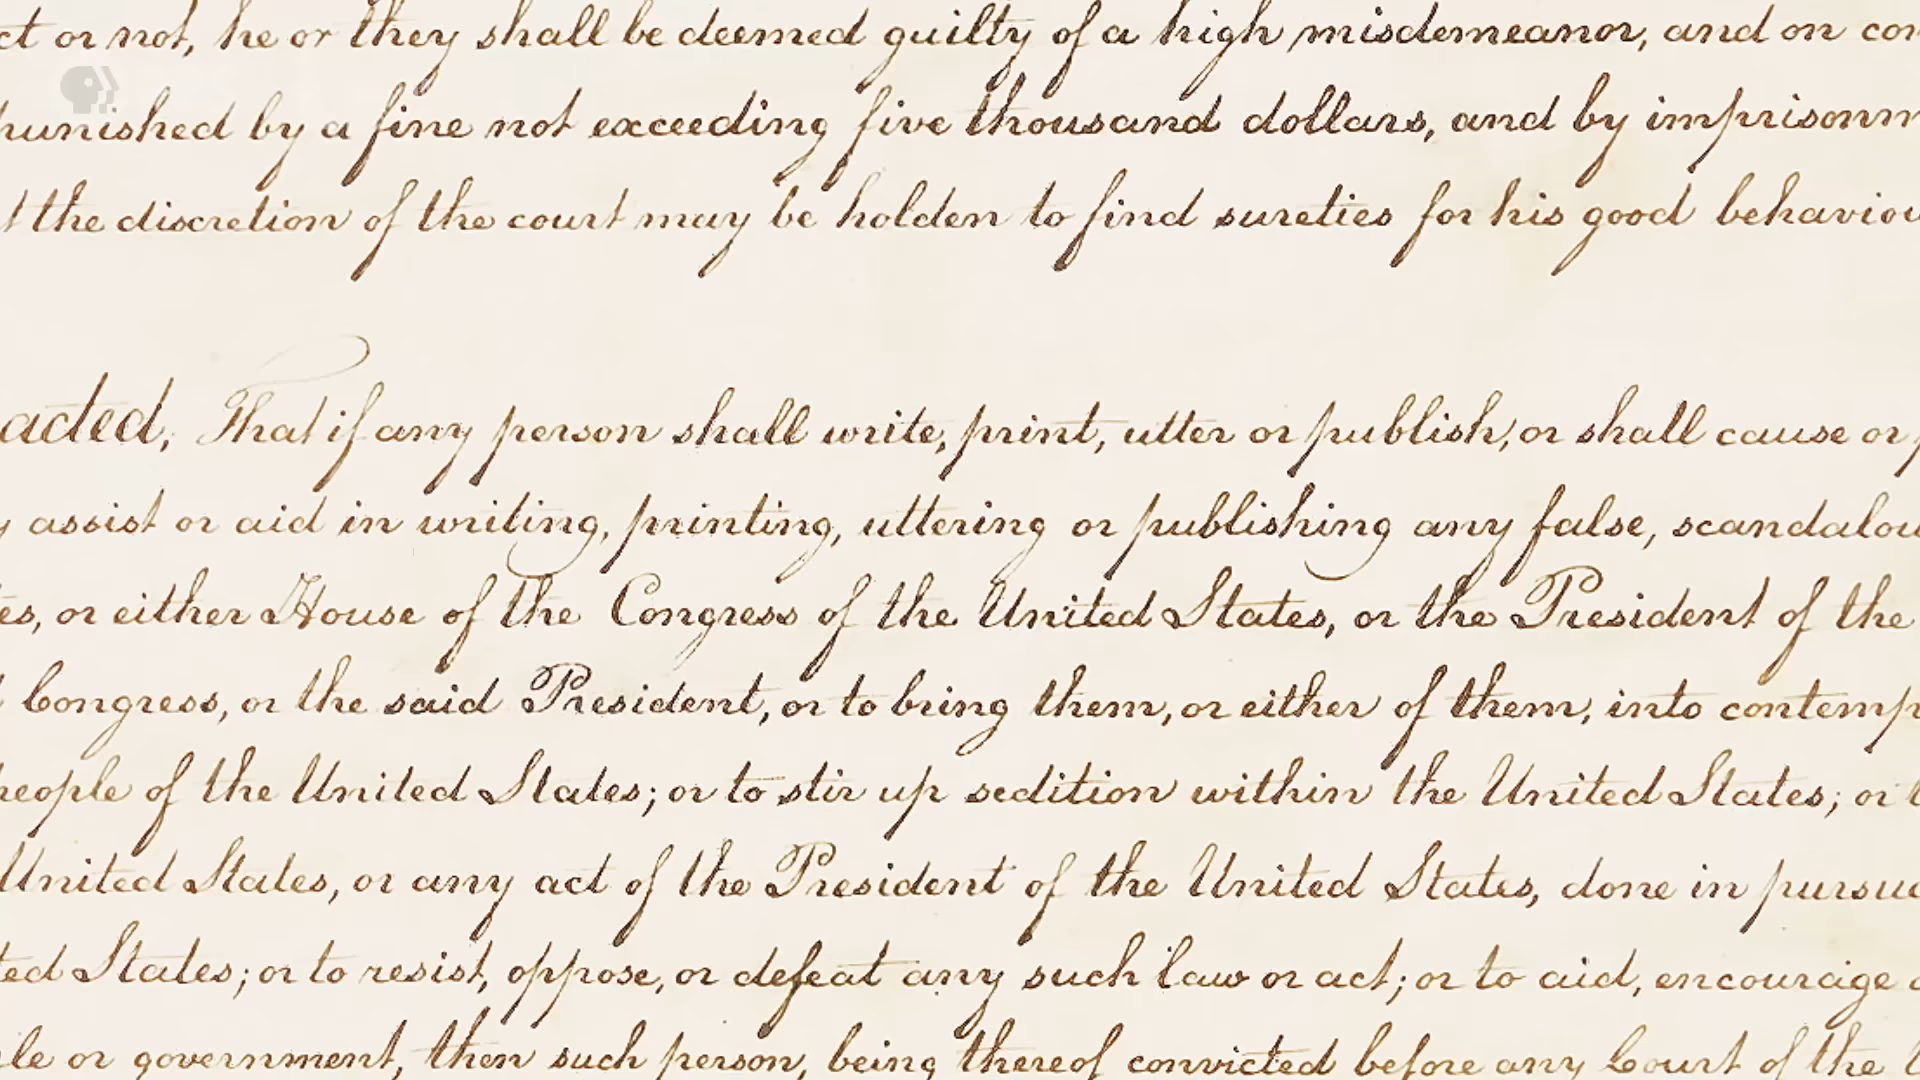 ct or not, he or they shall be deemed guilty of a high misdemeanor, and on con
punished by a fine not exceeding five thousand dollars, and by imprisonm
t the discretion of the court may be holden to find sureties for his good behaviou
acted, That if any person shall write, print, utter or publish, or shall cause or p
y assist or aid in writing, printing, uttering or publishing any false, scandalou
es, or either House of the Congress of the United States, or the President of the
Congress, or the said President, or to bring them, or either of them, into contemp
people of the United States; or to stir up sedition within the United States; or
United States, or any act of the President of the United States, done in pursua
ted States; or to resist, oppose, or defeat any such law or act; or to aid, encourage
le or government, then such person, being thereof convicted before any Court of the